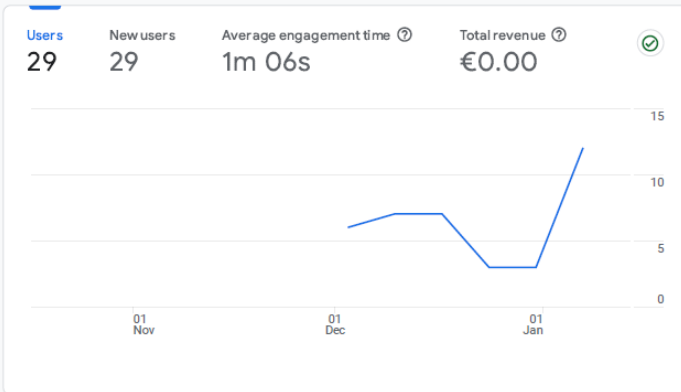 Users New users Average engagement time Total revenue
29 29 1m 06s €0.00
15
10
5
0
01 01 01
Nov Dec Jan